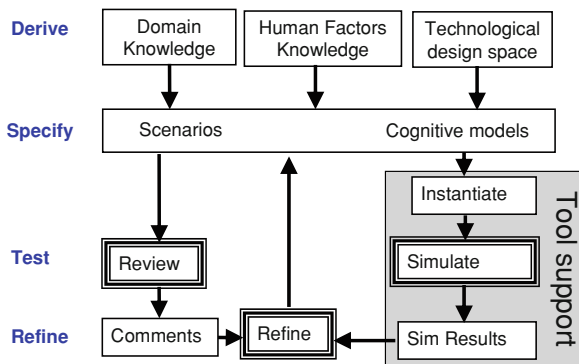 Derive
Domain
Knowledge
Human Factors
Knowledge
Technological
design space
Specify
Scenarios
Cognitive models
Instantiate
Tool support
Test
Review
Simulate
Refine
Comments
Refine
Sim Results